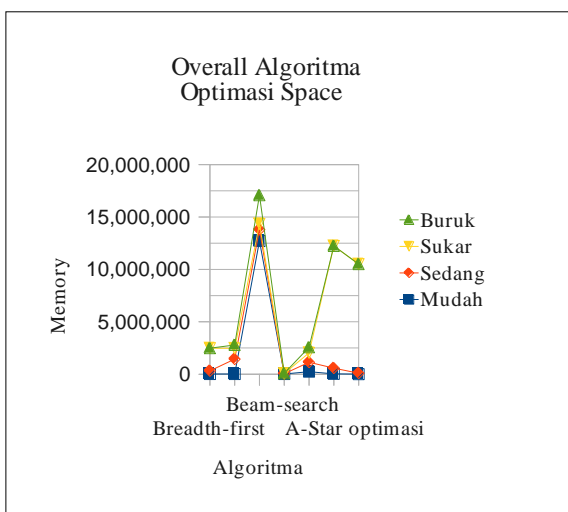 Overall Algoritma
Optimasi Space
20,000,000
15,000,000
10,000,000
5,000,000
0
Memory
Buruk
Sukar
Sedang
Mudah
Beam-search
Breadth-first A-Star optimasi
Algoritma